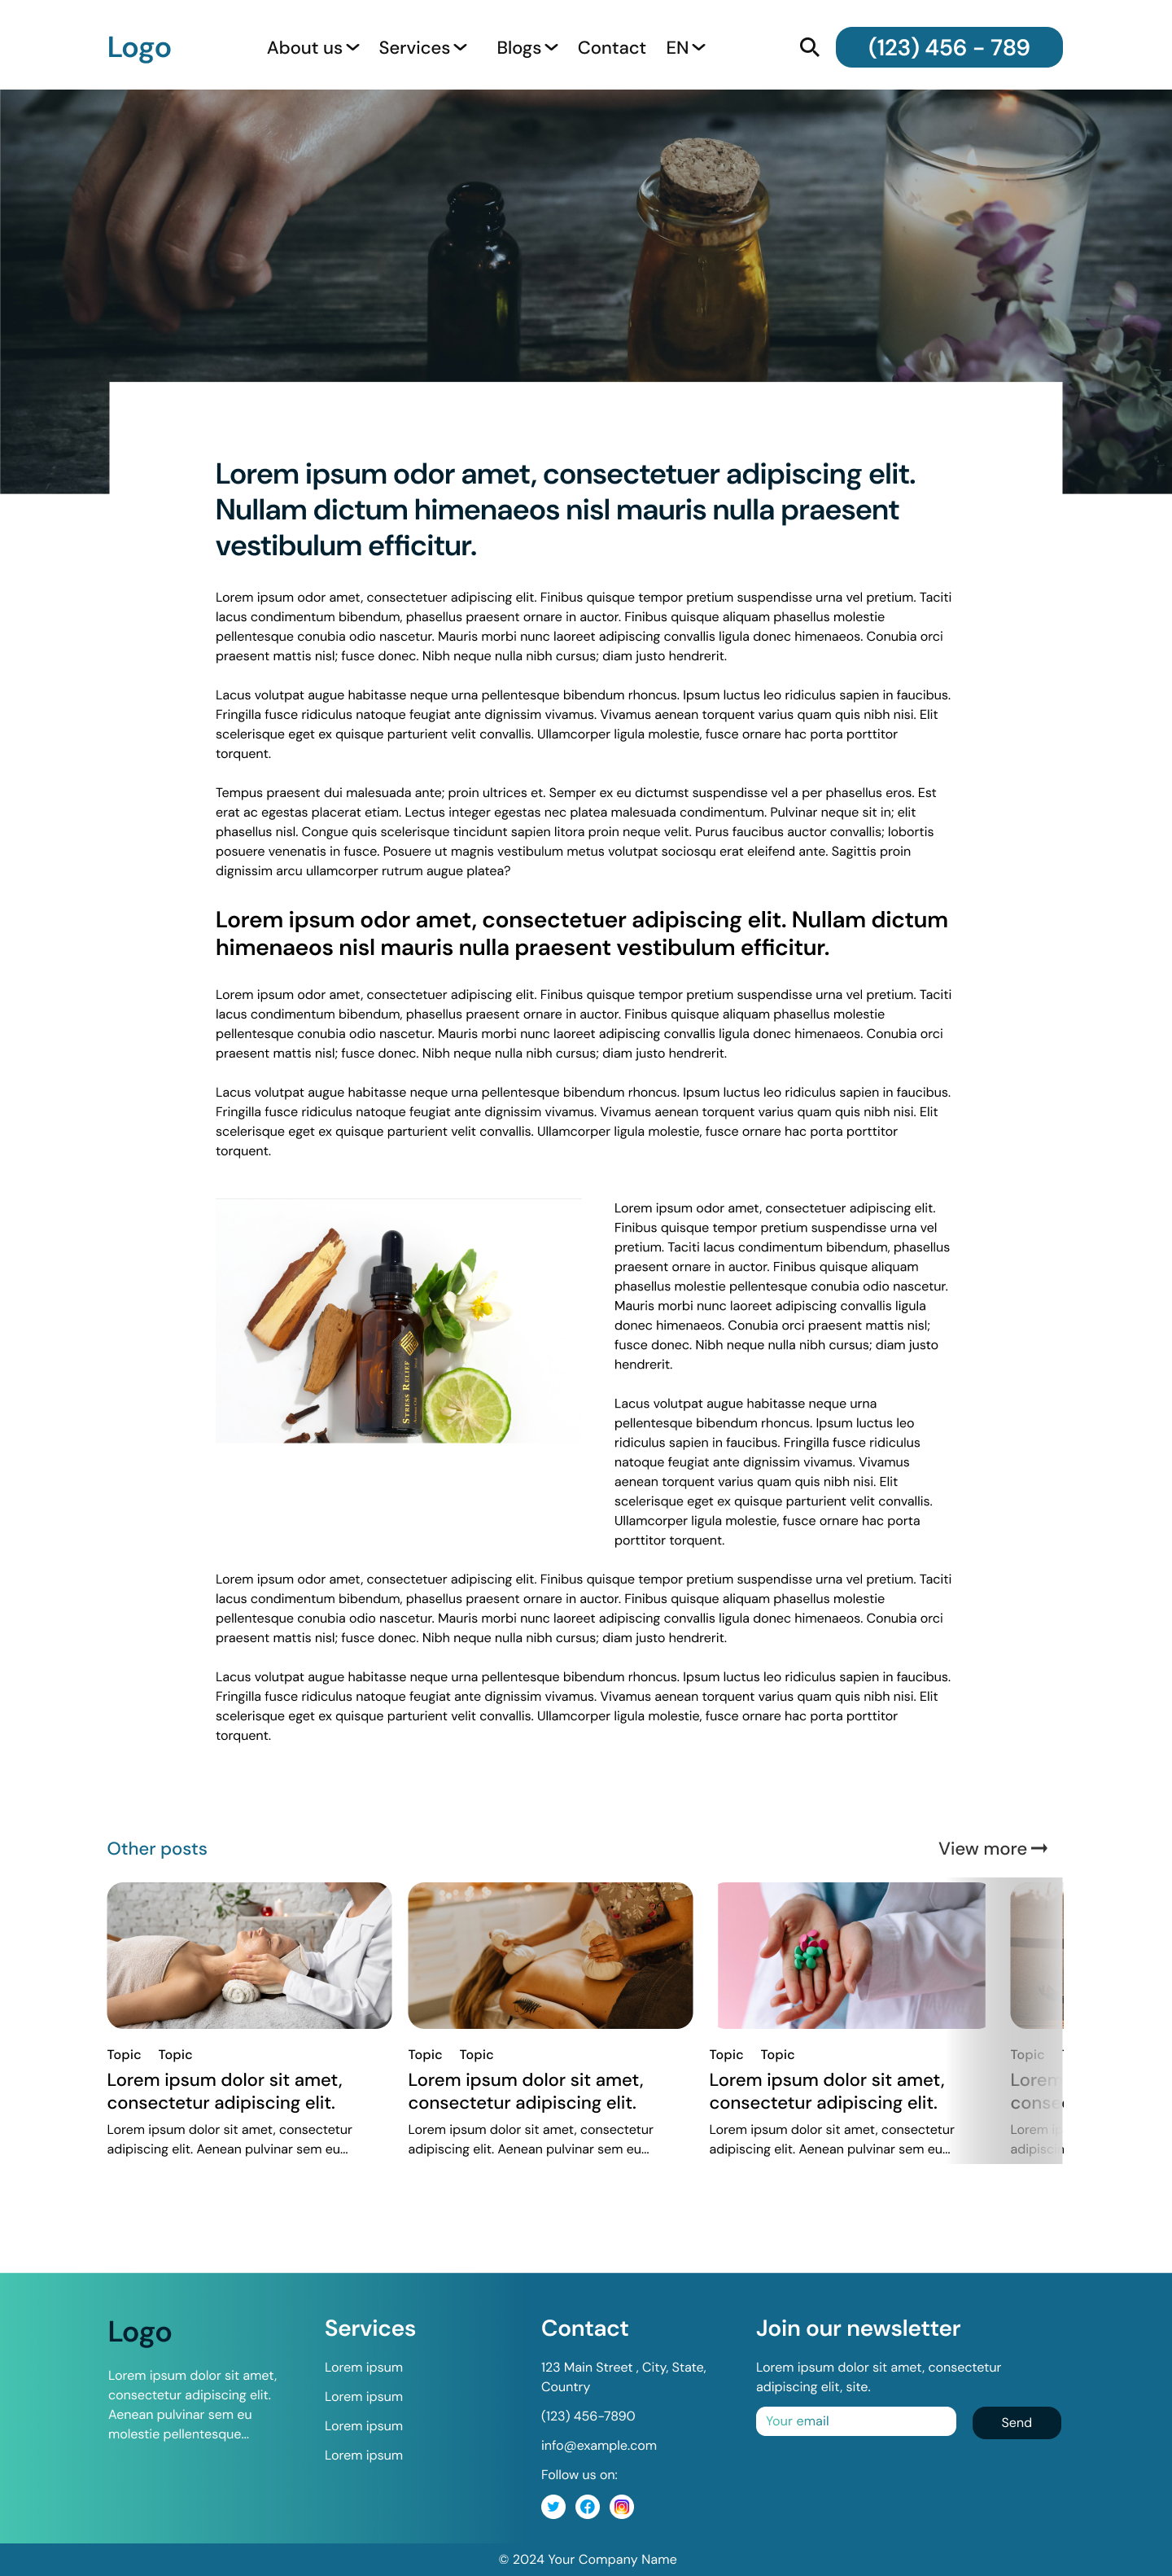 Logo
About us
Services
Blogs
Contact
EN
(123) 456 - 789
Lorem ipsum odor amet, consectetuer adipiscing elit.
Nullam dictum himenaeos nisl mauris nulla praesent
vestibulum efficitur.
Lorem ipsum odor amet, consectetuer adipiscing elit. Finibus quisque tempor pretium suspendisse urna vel pretium. Taciti
lacus condimentum bibendum, phasellus praesent ornare in auctor. Finibus quisque aliquam phasellus molestie
pellentesque conubia odio nascetur. Mauris morbi nunc laoreet adipiscing convallis ligula donec himenaeos. Conubia orci
praesent mattis nisl; fusce donec. Nibh neque nulla nibh cursus; diam justo hendrerit.
Lacus volutpat augue habitasse neque urna pellentesque bibendum rhoncus. Ipsum luctus leo ridiculus sapien in faucibus.
Fringilla fusce ridiculus natoque feugiat ante dignissim vivamus. Vivamus aenean torquent varius quam quis nibh nisi. Elit
scelerisque eget ex quisque parturient velit convallis. Ullamcorper ligula molestie, fusce ornare hac porta porttitor
torquent.
Tempus praesent dui malesuada ante; proin ultrices et. Semper ex eu dictumst suspendisse vel a per phasellus eros. Est
erat ac egestas placerat etiam. Lectus integer egestas nec platea malesuada condimentum. Pulvinar neque sit in; elit
phasellus nisl. Congue quis scelerisque tincidunt sapien litora proin neque velit. Purus faucibus auctor convallis; lobortis
posuere venenatis in fusce. Posuere ut magnis vestibulum metus volutpat sociosqu erat eleifend ante. Sagittis proin
dignissim arcu ullamcorper rutrum augue platea?
Lorem ipsum odor amet, consectetuer adipiscing elit. Nullam dictum
himenaeos nisl mauris nulla praesent vestibulum efficitur.
Lorem ipsum odor amet, consectetuer adipiscing elit. Finibus quisque tempor pretium suspendisse urna vel pretium. Taciti
lacus condimentum bibendum, phasellus praesent ornare in auctor. Finibus quisque aliquam phasellus molestie
pellentesque conubia odio nascetur. Mauris morbi nunc laoreet adipiscing convallis ligula donec himenaeos. Conubia orci
praesent mattis nisl; fusce donec. Nibh neque nulla nibh cursus; diam justo hendrerit.
Lacus volutpat augue habitasse neque urna pellentesque bibendum rhoncus. Ipsum luctus leo ridiculus sapien in faucibus.
Fringilla fusce ridiculus natoque feugiat ante dignissim vivamus. Vivamus aenean torquent varius quam quis nibh nisi. Elit
scelerisque eget ex quisque parturient velit convallis. Ullamcorper ligula molestie, fusce ornare hac porta porttitor
torquent.
STRESS RELIEF
Lorem ipsum odor amet, consectetuer adipiscing elit.
Finibus quisque tempor pretium suspendisse urna vel
pretium. Taciti lacus condimentum bibendum, phasellus
praesent ornare in auctor. Finibus quisque aliquam
phasellus molestie pellentesque conubia odio nascetur.
Mauris morbi nunc laoreet adipiscing convallis ligula
donec himenaeos. Conubia orci praesent mattis nisl;
fusce donec. Nibh neque nulla nibh cursus; diam justo
hendrerit.
Lacus volutpat augue habitasse neque urna
pellentesque bibendum rhoncus. Ipsum luctus leo
ridiculus sapien in faucibus. Fringilla fusce ridiculus
natoque feugiat ante dignissim vivamus. Vivamus
aenean torquent varius quam quis nibh nisi. Elit
scelerisque eget ex quisque parturient velit convallis.
Ullamcorper ligula molestie, fusce ornare hac porta
porttitor torquent.
Lorem ipsum odor amet, consectetuer adipiscing elit. Finibus quisque tempor pretium suspendisse urna vel pretium. Taciti
lacus condimentum bibendum, phasellus praesent ornare in auctor. Finibus quisque aliquam phasellus molestie
pellentesque conubia odio nascetur. Mauris morbi nunc laoreet adipiscing convallis ligula donec himenaeos. Conubia orci
praesent mattis nisl; fusce donec. Nibh neque nulla nibh cursus; diam justo hendrerit.
Lacus volutpat augue habitasse neque urna pellentesque bibendum rhoncus. Ipsum luctus leo ridiculus sapien in faucibus.
Fringilla fusce ridiculus natoque feugiat ante dignissim vivamus. Vivamus aenean torquent varius quam quis nibh nisi. Elit
scelerisque eget ex quisque parturient velit convallis. Ullamcorper ligula molestie, fusce ornare hac porta porttitor
torquent.
Other posts
View more
Topic Topic
Lorem ipsum dolor sit amet,
consectetur adipiscing elit.
Lorem ipsum dolor sit amet, consectetur
adipiscing elit. Aenean pulvinar sem eu...
Topic Topic
Lorem ipsum dolor sit amet,
consectetur adipiscing elit.
Lorem ipsum dolor sit amet, consectetur
adipiscing elit. Aenean pulvinar sem eu...
Topic Topic
Lorem ipsum dolor sit amet,
consectetur adipiscing elit.
Lorem ipsum dolor sit amet, consectetur
adipiscing elit. Aenean pulvinar sem eu...
Topic
Lorem
Lorem
Logo
Lorem ipsum dolor sit amet,
consectetur adipiscing elit.
Aenean pulvinar sem eu
molestie pellentesque...
Services
Lorem ipsum
Lorem ipsum
Lorem ipsum
Lorem ipsum
Contact
123 Main Street , City, State,
Country
(123) 456-7890
info@example.com
Follow us on:
Join our newsletter
Lorem ipsum dolor sit amet, consectetur
adipiscing elit, site.
Your email
Send
© 2024 Your Company Name